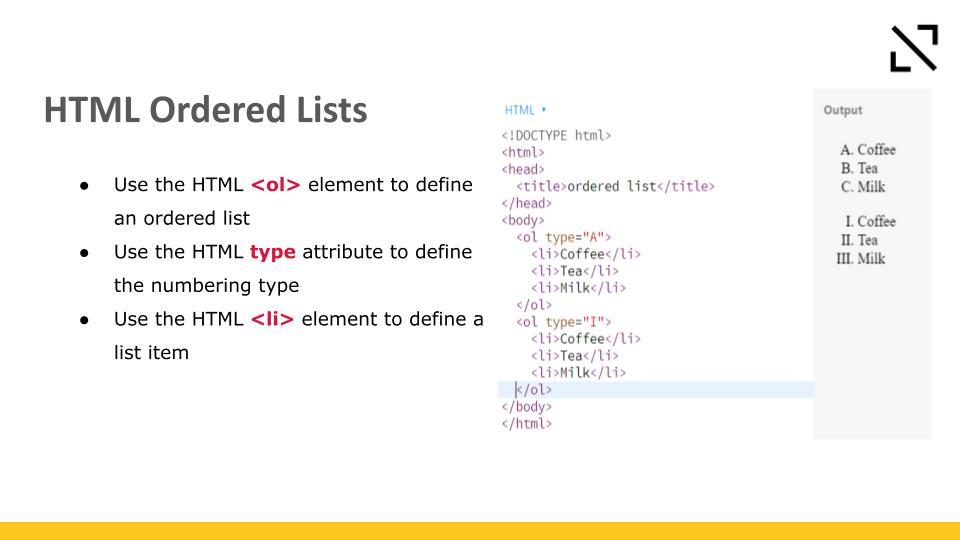 HTML Ordered Lists
● Use the HTML <ol> element to define
an ordered list
● Use the HTML type attribute to define
the numbering type
● Use the HTML <li> element to define a
list item
HTML ▾
<!DOCTYPE html>
<html>
<head>
  <title>ordered list</title>
</head>
<body>
  <ol type="A">
    <li>Coffee</li>
    <li>Tea</li>
    <li>Milk</li>
  </ol>
  <ol type="I">
    <li>Coffee</li>
    <li>Tea</li>
    <li>Milk</li>
  </ol>
</body>
</html>
Output
A. Coffee
B. Tea
C. Milk
I. Coffee
II. Tea
III. Milk